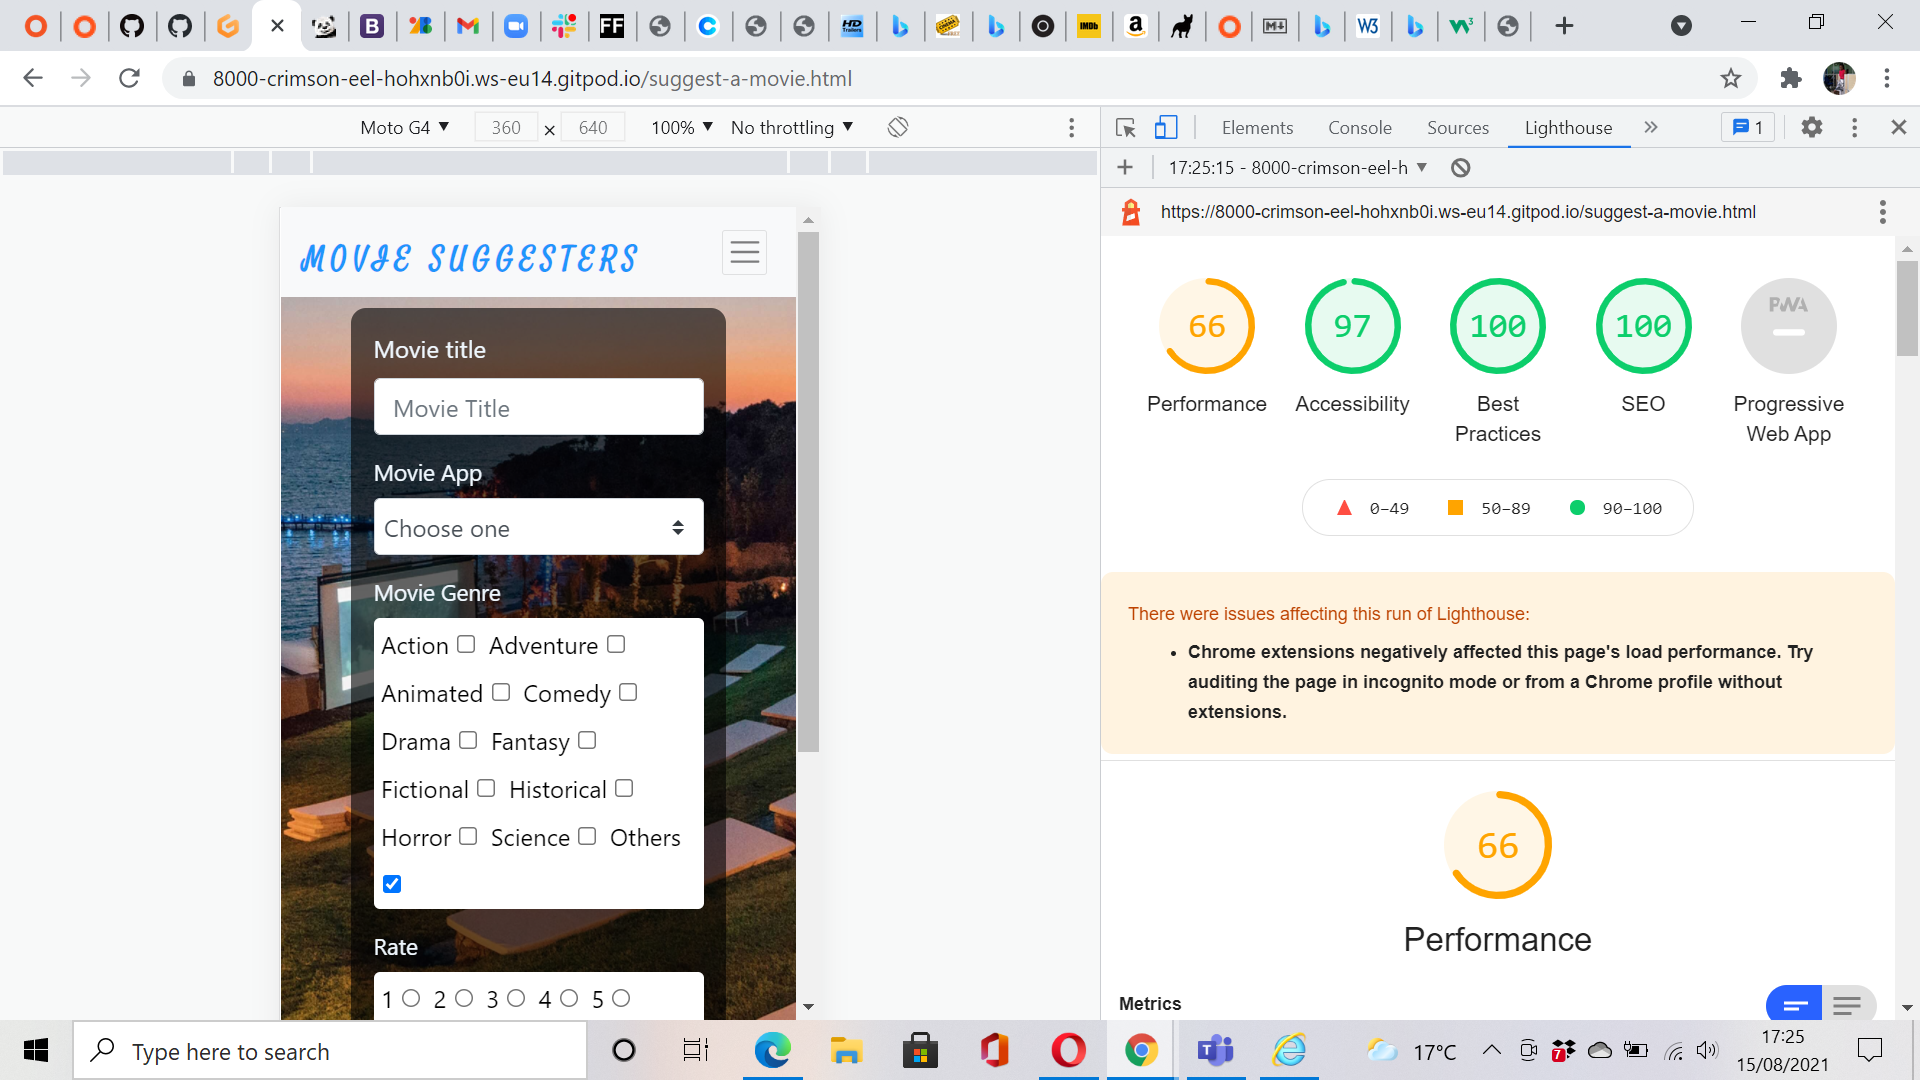 FF
HD
IMDb
a
W3
8000-crimson-eel-hohxnb0i.ws-eu14.gitpod.io/suggest-a-movie.html
Moto G4 360 × 640 100% No throttling
Elements Console Sources Lighthouse 1
17:25:15 - 8000-crimson-eel-h
https://8000-crimson-eel-hohxnb0i.ws-eu14.gitpod.io/suggest-a-movie.html
MOVIE SUGGESTERS
Movie title
Movie Title
Movie App
Choose one
Movie Genre
Action Adventure
Animated Comedy
Drama Fantasy
Fictional Historical
Horror Science Others
Rate
1 2 3 4 5
66 97 100 100 PWA
Performance Accessibility Best Practices SEO Progressive Web App
0–49 50–89 90–100
There were issues affecting this run of Lighthouse:
Chrome extensions negatively affected this page's load performance. Try
auditing the page in incognito mode or from a Chrome profile without
extensions.
66
Performance
Metrics
Type here to search
17°C
7
17:25
15/08/2021